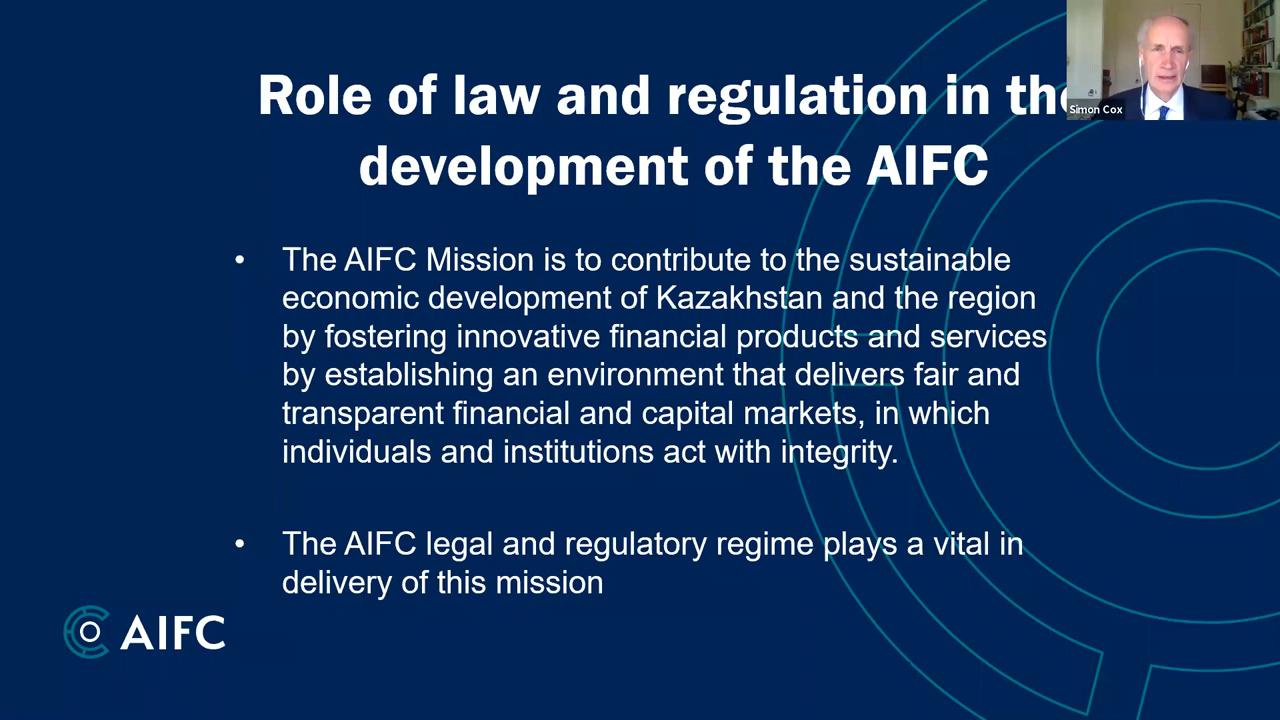 Role of law and regulation in the
development of the AIFC
Simon Cox
• The AIFC Mission is to contribute to the sustainable
economic development of Kazakhstan and the region
by fostering innovative financial products and services
by establishing an environment that delivers fair and
transparent financial and capital markets, in which
individuals and institutions act with integrity.
• The AIFC legal and regulatory regime plays a vital in
delivery of this mission
AIFC